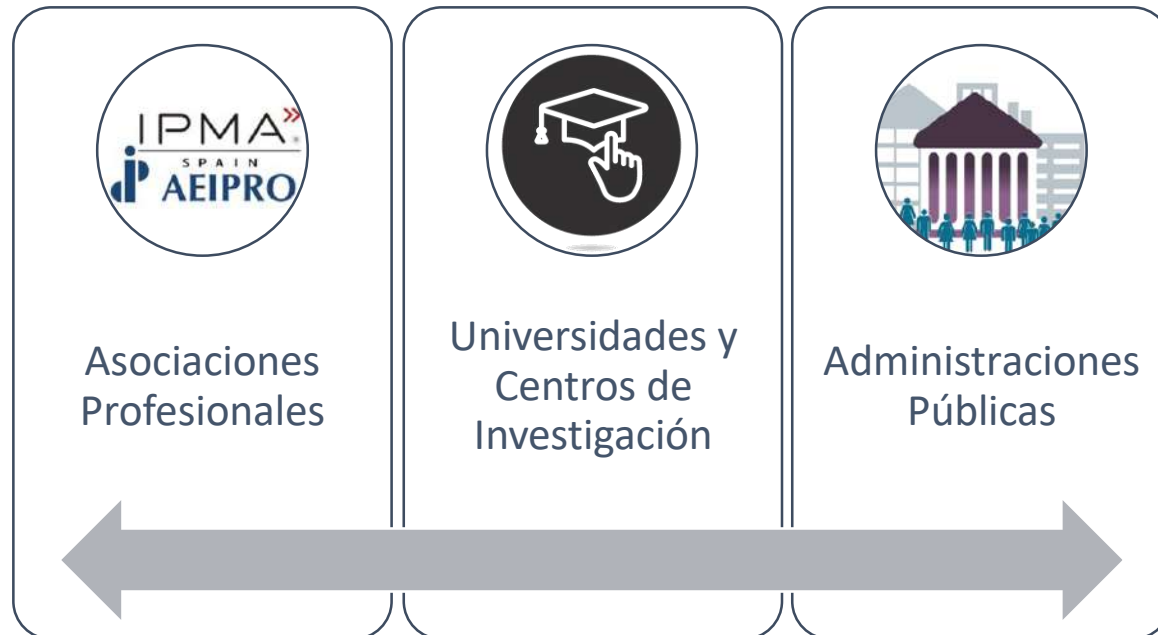 IPMA
SPAIN
AEIPRO
Asociaciones
Profesionales
Universidades y
Centros de
Investigación
Administraciones
Públicas